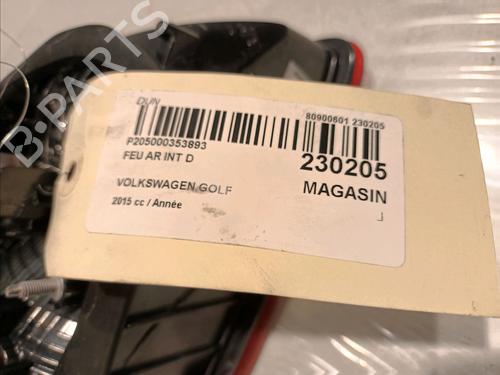 DUN
P205000353893
FEU AR INT D
VOLKSWAGEN GOLF
2015 cc / Année
80900601 230205
230205
MAGASIN
J
B-PARTS